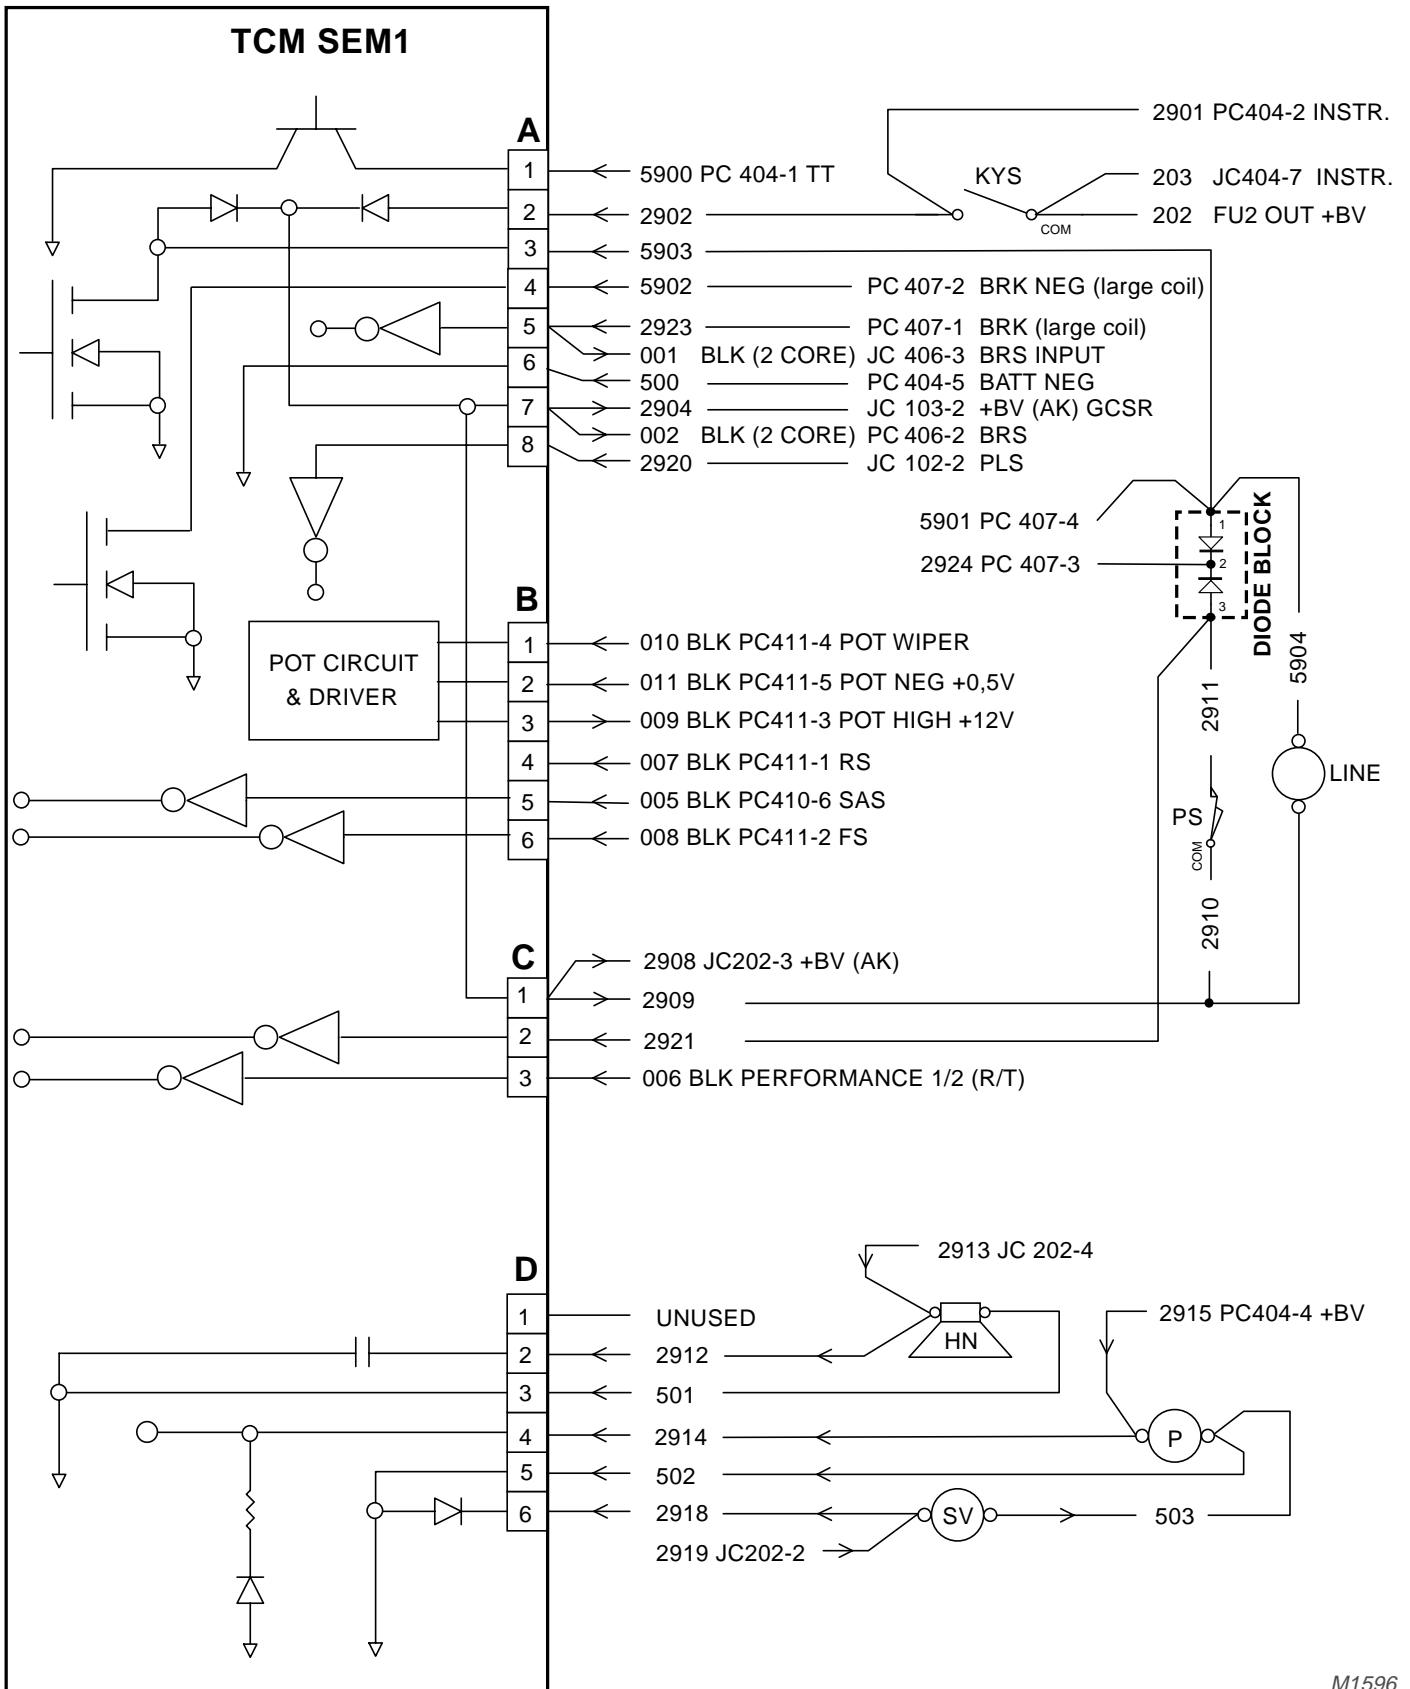 TCM SEM1
A
1 5900 PC 404-1 TT
2901 PC404-2 INSTR.
KYS
COM
203 JC404-7 INSTR.
202 FU2 OUT +BV
2 2902
3 5903
4 5902 PC 407-2 BRK NEG (large coil)
5 2923 PC 407-1 BRK (large coil)
001 BLK (2 CORE) JC 406-3 BRS INPUT
6 500 PC 404-5 BATT NEG
7 2904 JC 103-2 +BV (AK) GCSR
002 BLK (2 CORE) PC 406-2 BRS
8 2920 JC 102-2 PLS
5901 PC 407-4
2924 PC 407-3
1
2
3
DIODE BLOCK
B
POT CIRCUIT
& DRIVER
1 010 BLK PC411-4 POT WIPER
2 011 BLK PC411-5 POT NEG +0,5V
3 009 BLK PC411-3 POT HIGH +12V
4 007 BLK PC411-1 RS
5 005 BLK PC410-6 SAS
6 008 BLK PC411-2 FS
2911
5904
LINE
PS
COM
2910
C
2908 JC202-3 +BV (AK)
1 2909
2 2921
3 006 BLK PERFORMANCE 1/2 (R/T)
D
2913 JC 202-4
1 UNUSED
HN
2915 PC404-4 +BV
2 2912
3 501
4 2914
P
5 502
6 2918
SV
503
2919 JC202-2
M1596